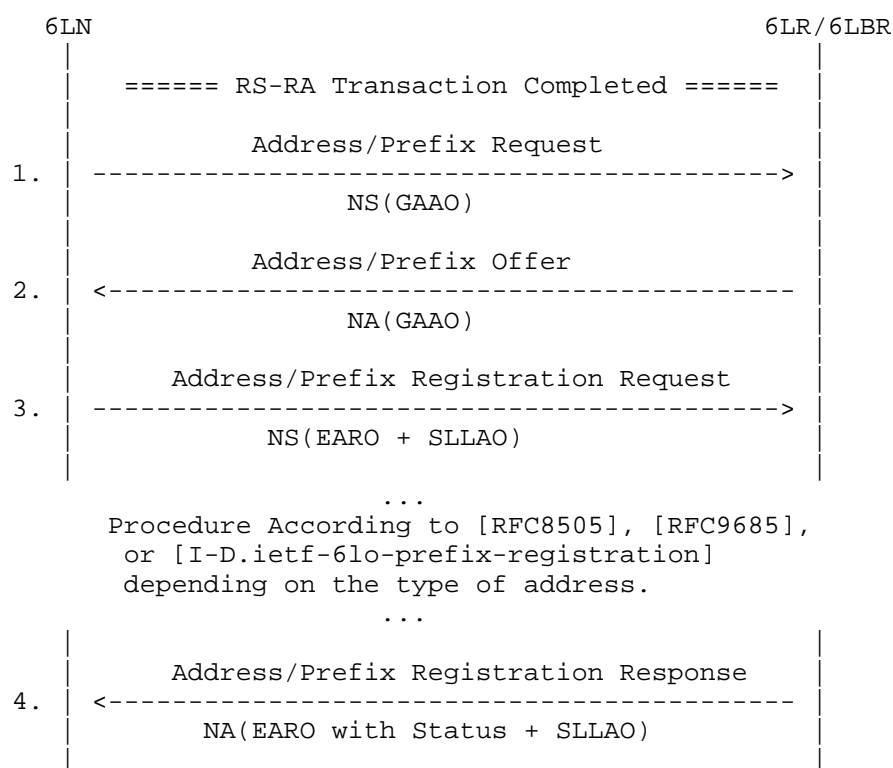 6LN 6LR/6LBR
====== RS-RA Transaction Completed ======
Address/Prefix Request
1. | -------------------------------------------> |
NS(GAAO)
Address/Prefix Offer
2. | <------------------------------------------- |
NA(GAAO)
Address/Prefix Registration Request
3. | -------------------------------------------> |
NS(EARO + SLLAO)
...
Procedure According to [RFC8505], [RFC9685],
or [I-D.ietf-6lo-prefix-registration]
depending on the type of address.
...
Address/Prefix Registration Response
4. | <------------------------------------------- |
NA(EARO with Status + SLLAO)